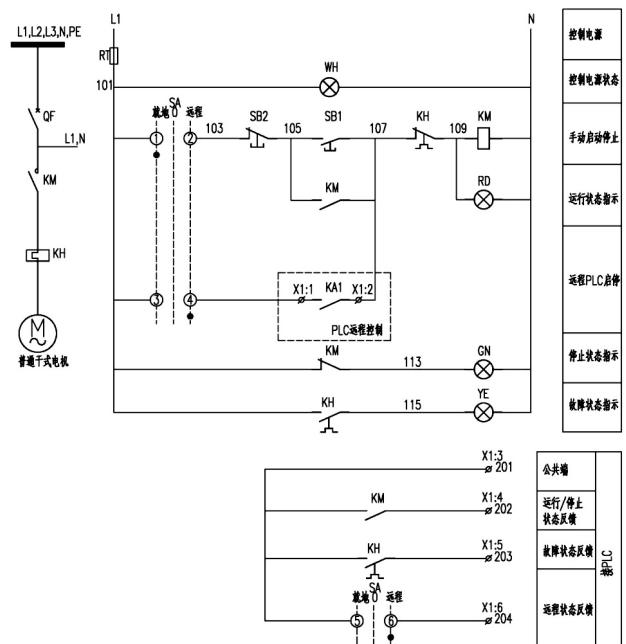 L1
N
L1,L2,L3,N,PE
RT
控制电源
101
WH
控制电源状态
QF
SA
就地 0 远程
103
SB2
105
SB1
107
KH
109
KM
手动启动停止
L1,N
1
2
KM
KM
RD
运行状态指示
KH
3
4
X1:1
KA1
X1:2
PLC远程控制
远程PLC启停
M
普通干式电机
KM
113
GN
停止状态指示
KH
115
YE
故障状态指示
X1:3
201
公共端
KM
X1:4
202
运行/停止
状态反馈
KH
X1:5
203
故障状态反馈
接PLC
SA
就地 0 远程
5
6
X1:6
204
远程状态反馈